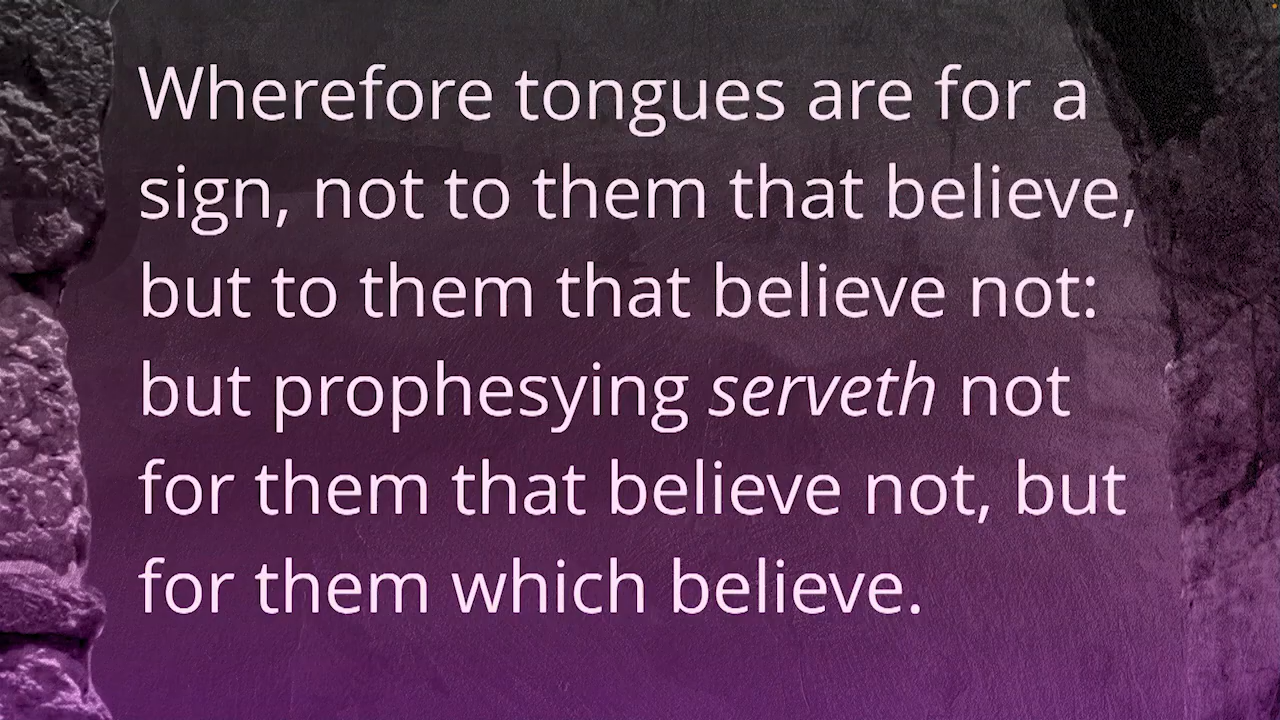 Wherefore tongues are for a
sign, not to them that believe,
but to them that believe not:
but prophesying serveth not
for them that believe not, but
for them which believe.